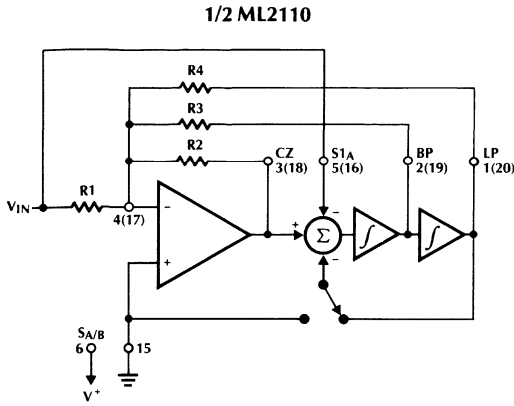 1/2 ML2110
R4
R3
R2
CZ
3(18)
S1A
5(16)
BP
2(19)
LP
1(20)
R1
VIN
4(17)
−
+
+
−
Σ
−
∫
∫
SA/B
6
15
V+